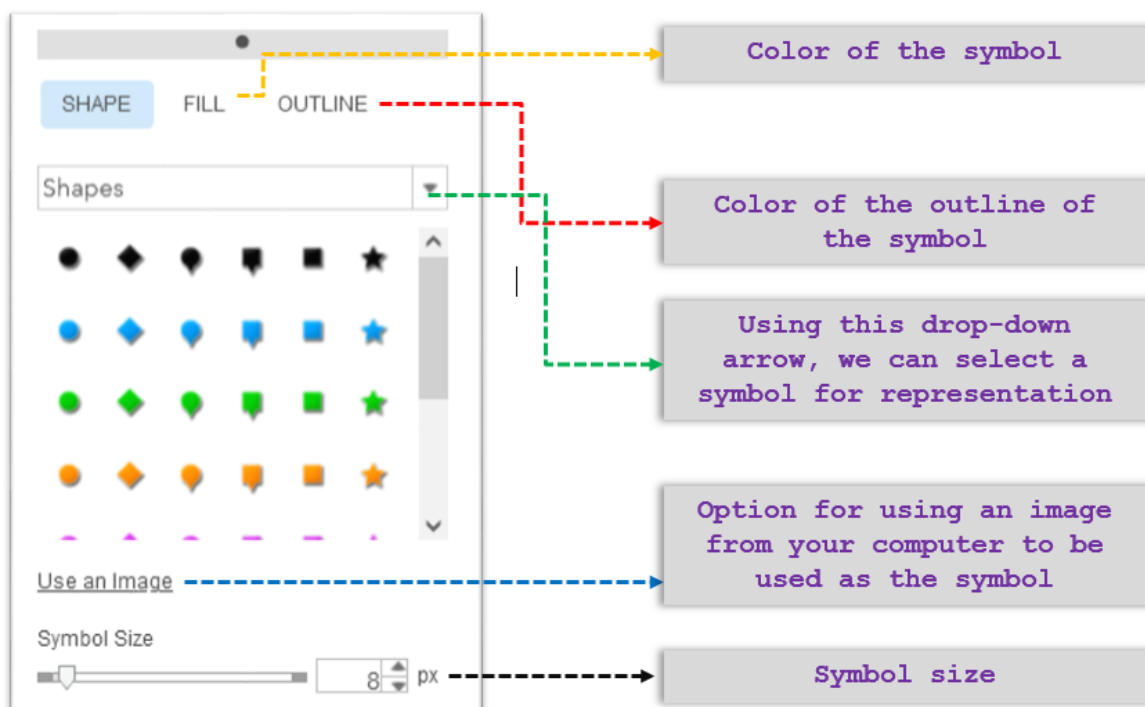 SHAPE FILL OUTLINE
Shapes
Use an Image
Symbol Size
8 px
Color of the symbol
Color of the outline of
the symbol
Using this drop-down
arrow, we can select a
symbol for representation
Option for using an image
from your computer to be
used as the symbol
Symbol size